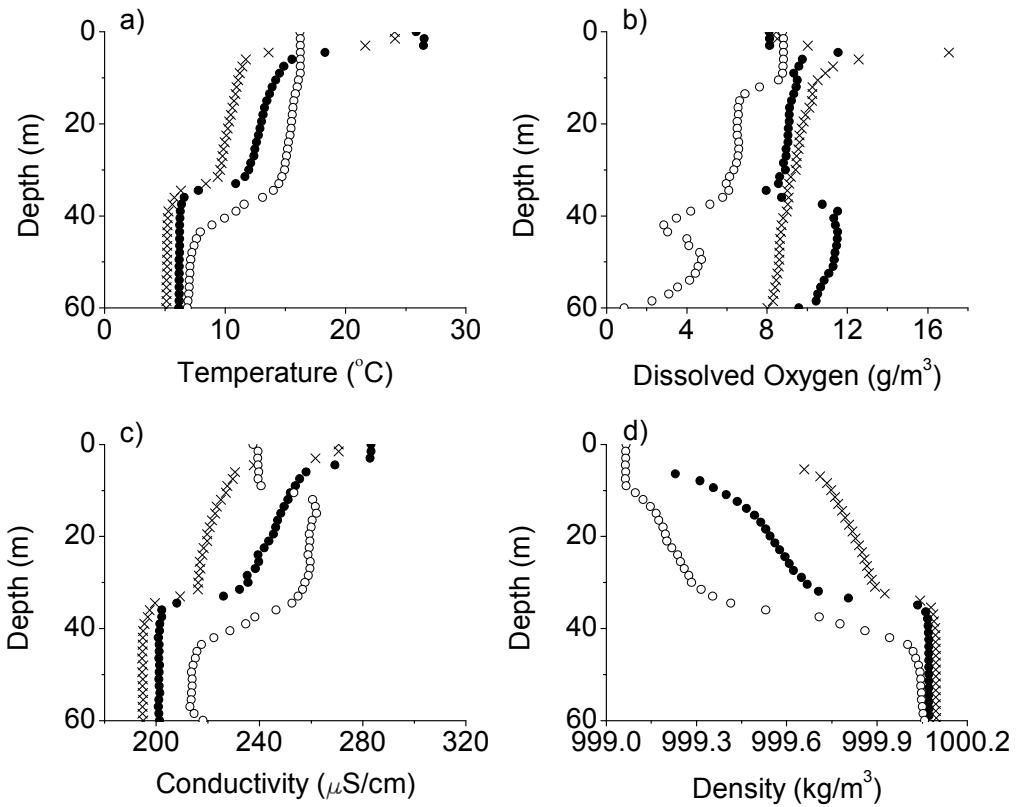 a)
0
20
40
60
Depth (m)
0
10
20
30
Temperature (°C)
b)
0
20
40
60
Depth (m)
0
4
8
12
16
Dissolved Oxygen (g/m³)
c)
0
20
40
60
Depth (m)
200
240
280
320
Conductivity (μS/cm)
d)
0
20
40
60
Depth (m)
999.0
999.3
999.6
999.9
1000.2
Density (kg/m³)